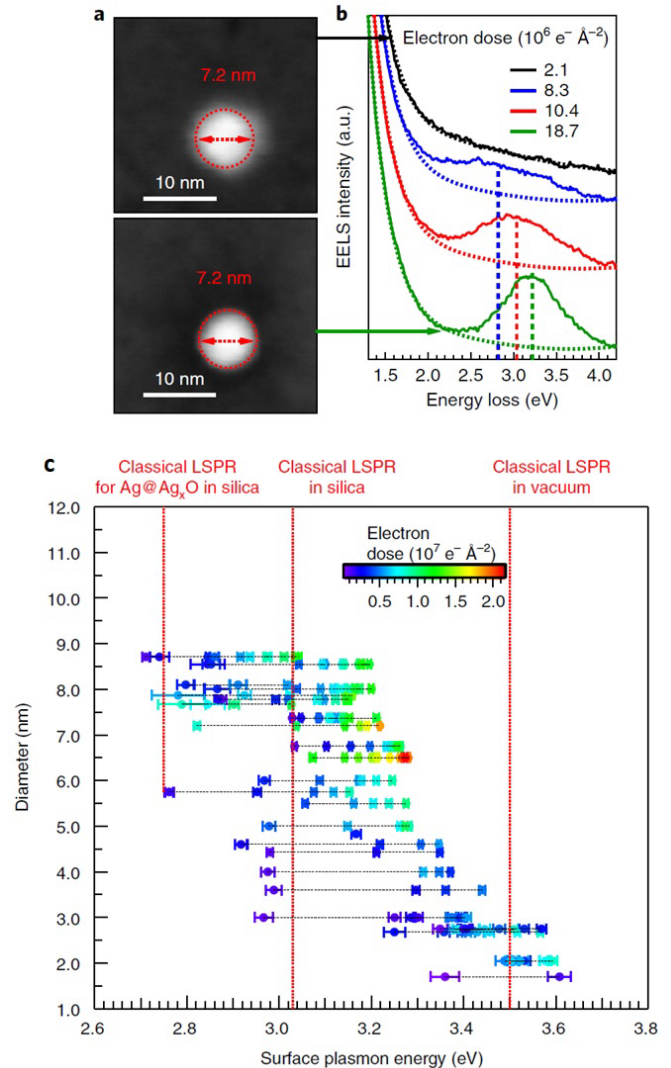 a
7.2 nm
10 nm
7.2 nm
10 nm
b
Electron dose (10⁶ e⁻ Å⁻²)
2.1
8.3
10.4
18.7
EELS intensity (a.u.)
1.5 2.0 2.5 3.0 3.5 4.0
Energy loss (eV)
c
Classical LSPR
for Ag@AgₓO in silica
Classical LSPR
in silica
Classical LSPR
in vacuum
Electron
dose (10⁷ e⁻ Å⁻²)
0.5 1.0 1.5 2.0
Diameter (nm)
12.0
11.0
10.0
9.0
8.0
7.0
6.0
5.0
4.0
3.0
2.0
1.0
2.6 2.8 3.0 3.2 3.4 3.6 3.8
Surface plasmon energy (eV)